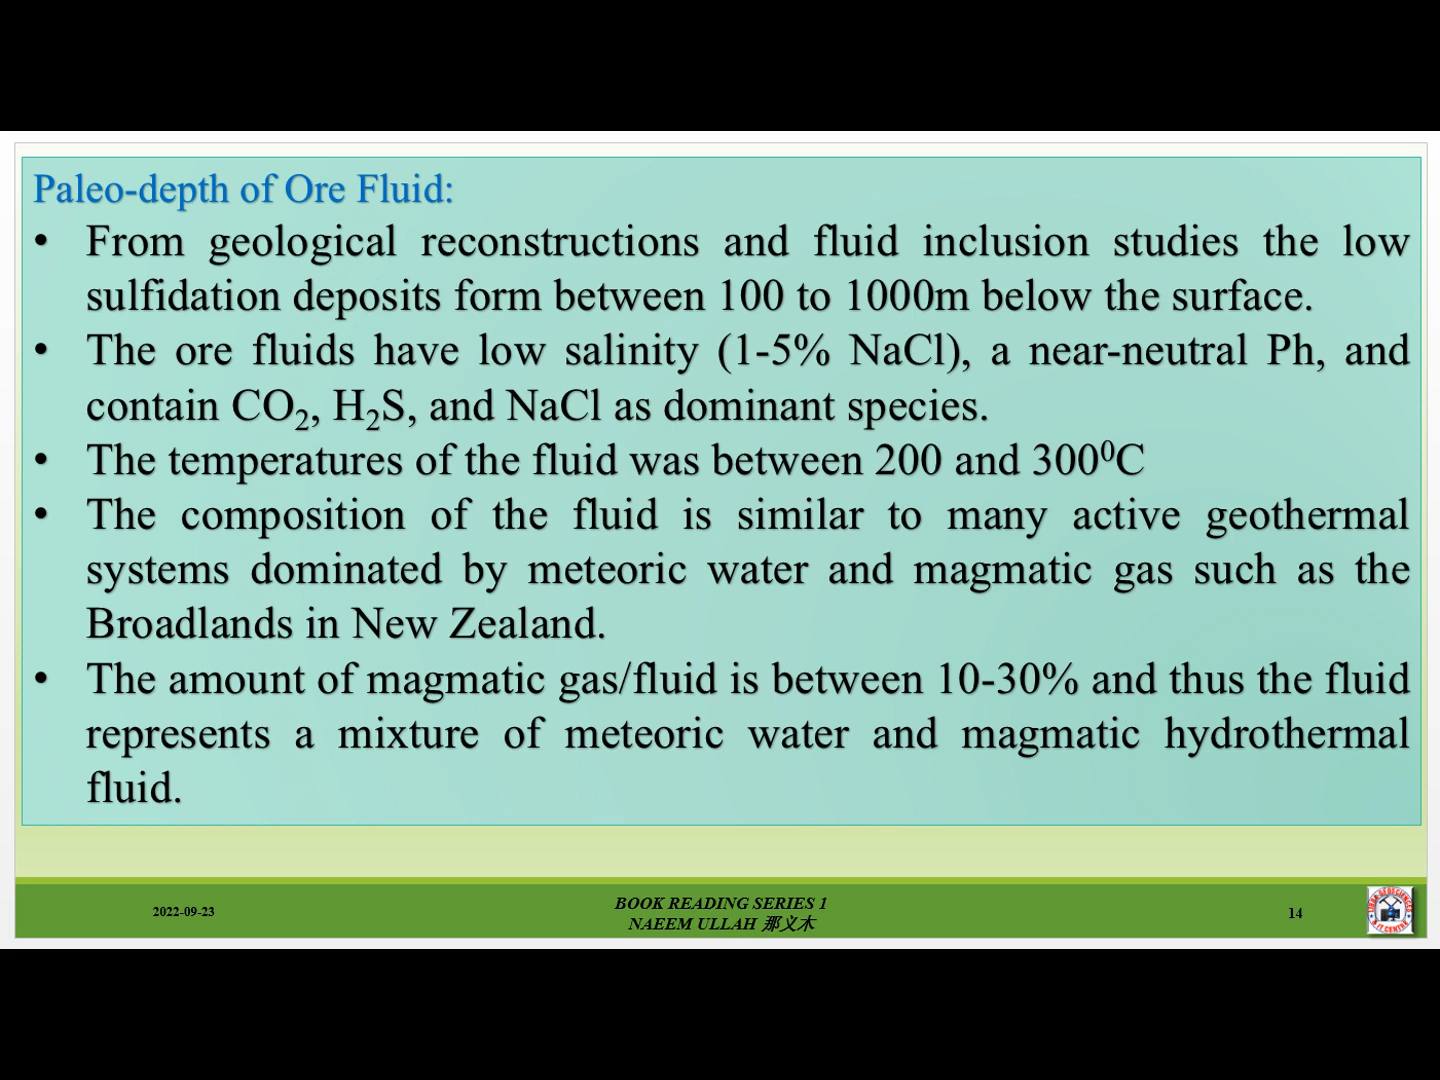 Paleo-depth of Ore Fluid:
• From geological reconstructions and fluid inclusion studies the low
sulfidation deposits form between 100 to 1000m below the surface.
• The ore fluids have low salinity (1-5% NaCl), a near-neutral Ph, and
contain CO₂, H₂S, and NaCl as dominant species.
• The temperatures of the fluid was between 200 and 300⁰C
• The composition of the fluid is similar to many active geothermal
systems dominated by meteoric water and magmatic gas such as the
Broadlands in New Zealand.
• The amount of magmatic gas/fluid is between 10-30% and thus the fluid
represents a mixture of meteoric water and magmatic hydrothermal
fluid.
2022-09-23
BOOK READING SERIES 1
NAEEM ULLAH 那义木
14